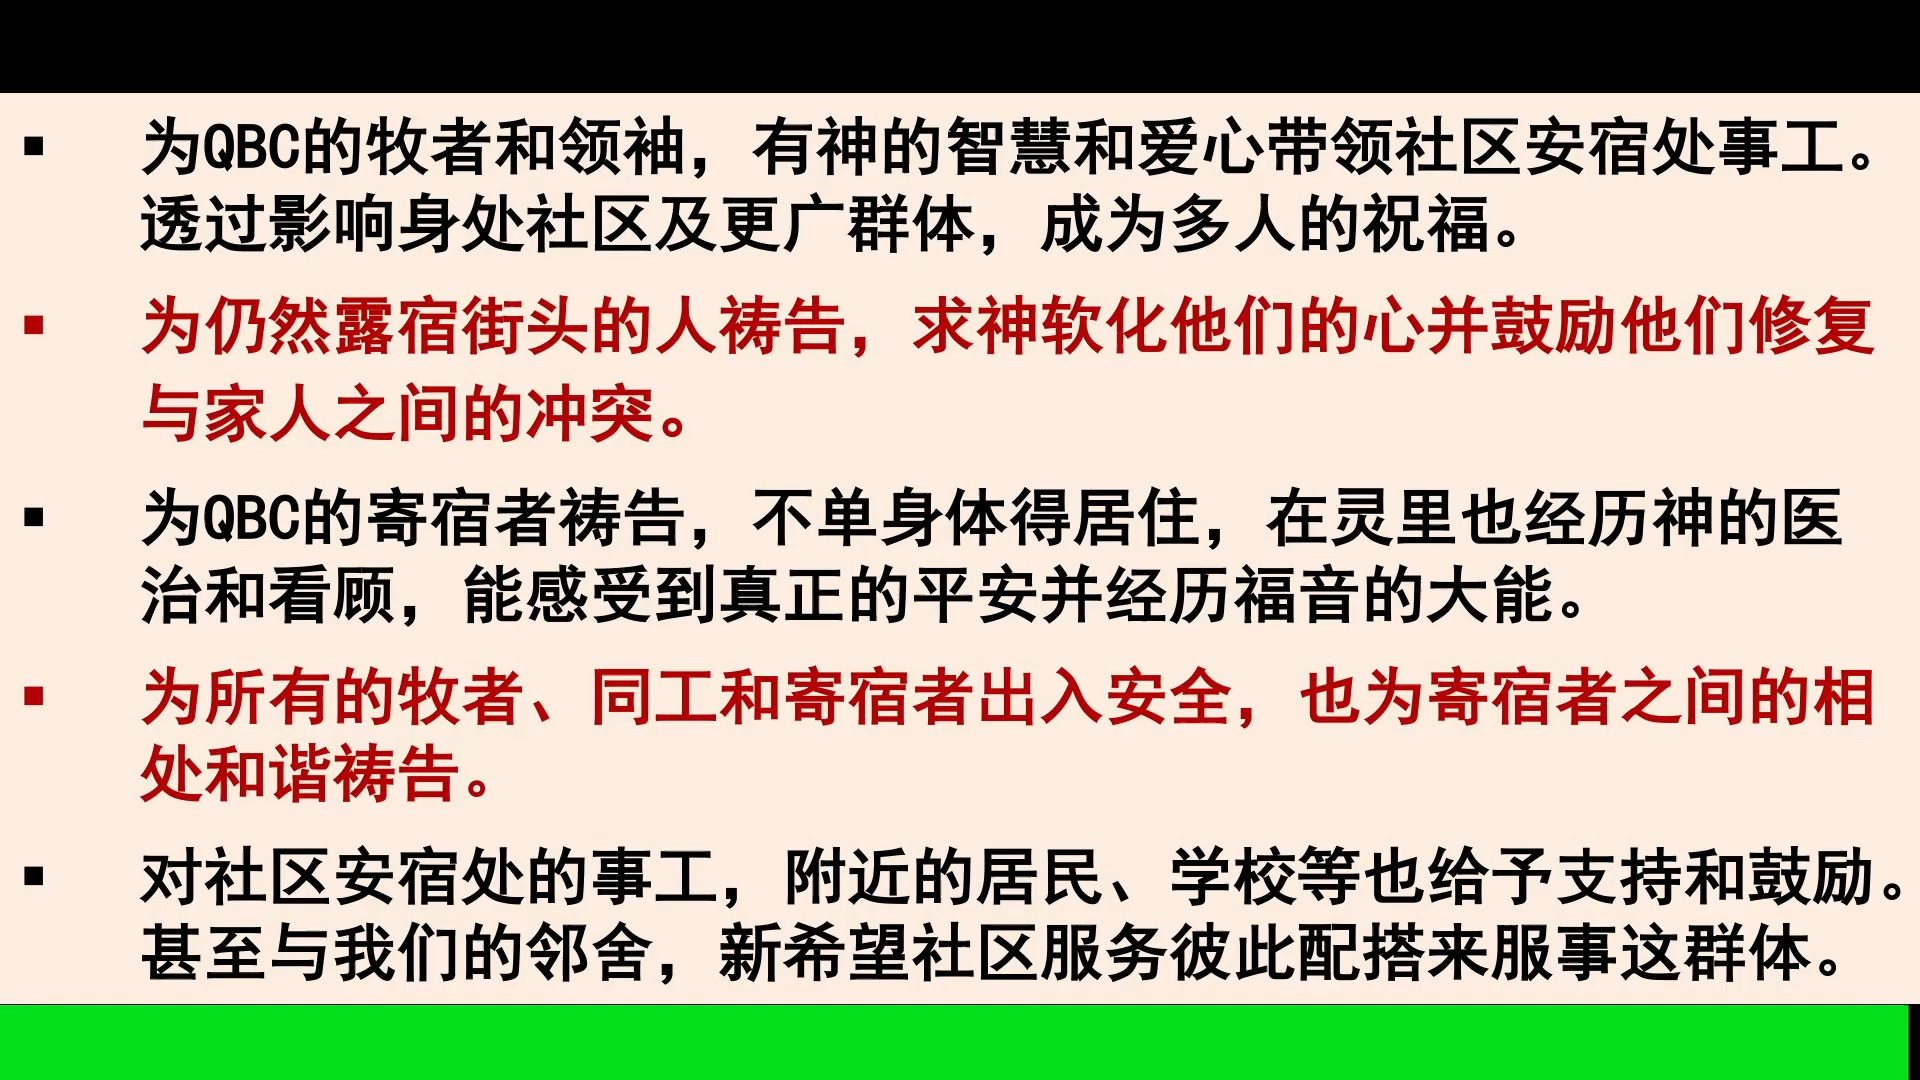 ▪ 为QBC的牧者和领袖，有神的智慧和爱心带领社区安宿处事工。
透过影响身处社区及更广群体，成为多人的祝福。
▪ 为仍然露宿街头的人祷告，求神软化他们的心并鼓励他们修复
与家人之间的冲突。
▪ 为QBC的寄宿者祷告，不单身体得居住，在灵里也经历神的医
治和看顾，能感受到真正的平安并经历福音的大能。
▪ 为所有的牧者、同工和寄宿者出入安全，也为寄宿者之间的相
处和谐祷告。
▪ 对社区安宿处的事工，附近的居民、学校等也给予支持和鼓励。
甚至与我们的邻舍，新希望社区服务彼此配搭来服事这群体。